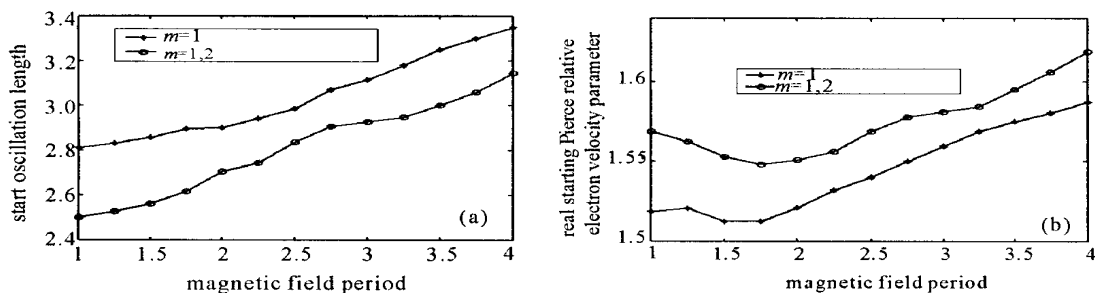 3.4
3.2
3.0
2.8
2.6
2.4
start oscillation length
m=1
m=1,2
(a)
1 1.5 2 2.5 3 3.5 4
magnetic field period
1.6
1.55
1.5
real starting Pierce relative
electron velocity parameter
m=1
m=1,2
(b)
1 1.5 2 2.5 3 3.5 4
magnetic field period